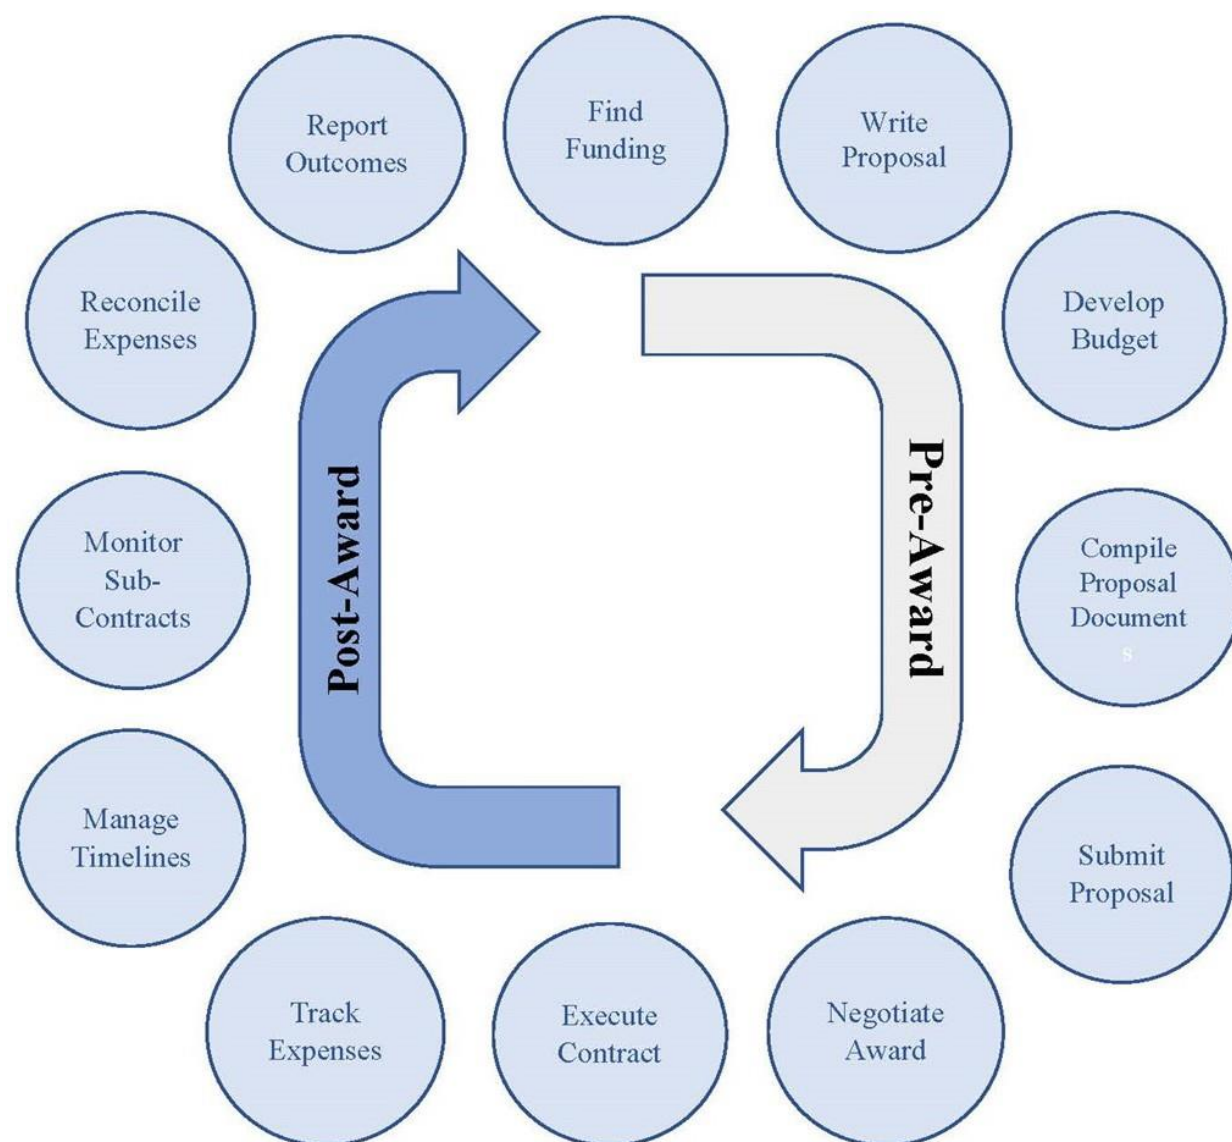 Find
Funding
Write
Proposal
Develop
Budget
Compile
Proposal
Document
s
Submit
Proposal
Negotiate
Award
Execute
Contract
Track
Expenses
Manage
Timelines
Monitor
Sub-
Contracts
Reconcile
Expenses
Report
Outcomes
Pre-Award
Post-Award